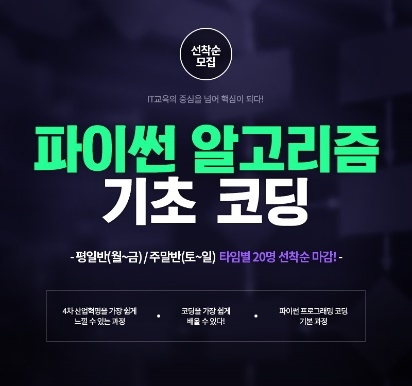 선착순
모집
IT교육의 중심을 넘어 핵심이 되다!
파이썬 알고리즘
기초 코딩
- 평일반(월~금) / 주말반(토~일) 타임별 20명 선착순 마감! -
4차 산업혁명을 가장 쉽게
느낄 수 있는 과정
코딩을 가장 쉽게
배울 수 있다!
파이썬 프로그래밍 코딩
기본 과정